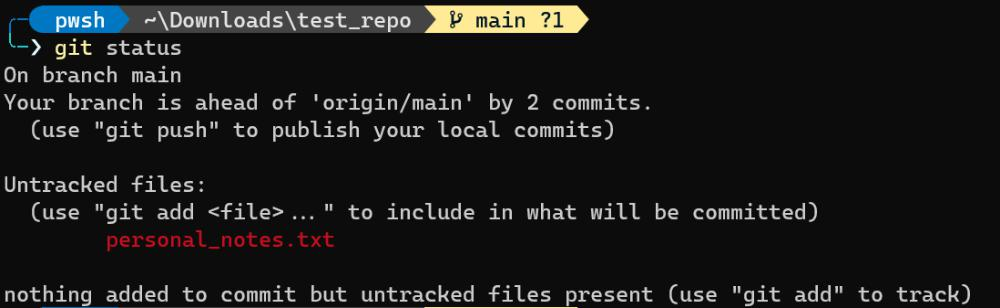 pwsh ~\Downloads\test_repo main ?1
❯ git status
On branch main
Your branch is ahead of 'origin/main' by 2 commits.
  (use "git push" to publish your local commits)
Untracked files:
  (use "git add <file>..." to include in what will be committed)
        personal_notes.txt
nothing added to commit but untracked files present (use "git add" to track)